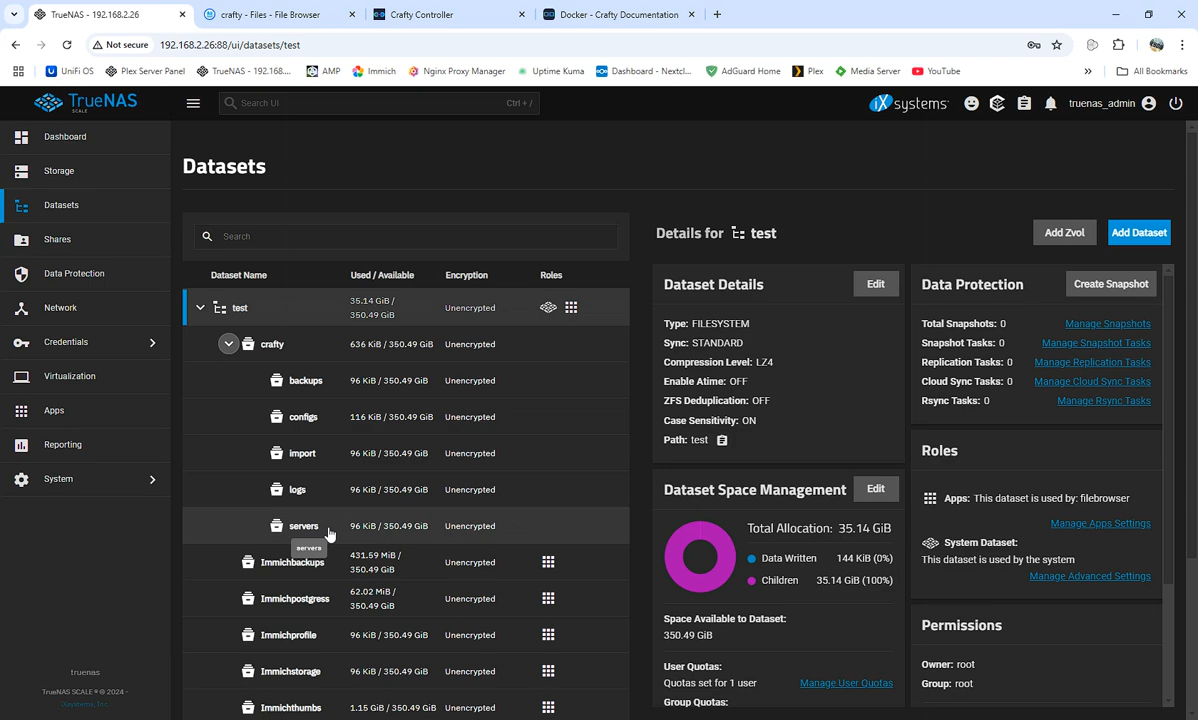 TrueNAS - 192.168.2.26
crafty - Files - File Browser
Crafty Controller
Docker - Crafty Documentation
Not secure
192.168.2.26:88/ui/datasets/test
UniFi OS
Plex Server Panel
TrueNAS - 192.168....
AMP
Immich
Nginx Proxy Manager
Uptime Kuma
Dashboard - Nextcl...
AdGuard Home
Plex
Media Server
YouTube
All Bookmarks
TrueNAS
SCALE
Search UI
Ctrl + /
iXsystems
truenas_admin
Dashboard
Storage
Datasets
Shares
Data Protection
Network
Credentials
Virtualization
Apps
Reporting
System
truenas
TrueNAS SCALE ® © 2024 -
iXsystems, Inc.
Datasets
Search
Dataset Name
Used / Available
Encryption
Roles
test
35.14 GiB /
350.49 GiB
Unencrypted
crafty
636 KiB / 350.49 GiB
Unencrypted
backups
96 KiB / 350.49 GiB
Unencrypted
configs
116 KiB / 350.49 GiB
Unencrypted
import
96 KiB / 350.49 GiB
Unencrypted
logs
96 KiB / 350.49 GiB
Unencrypted
servers
96 KiB / 350.49 GiB
Unencrypted
servers
Immichbackups
431.59 MiB /
350.49 GiB
Unencrypted
Immichpostgress
62.02 MiB /
350.49 GiB
Unencrypted
Immichprofile
96 KiB / 350.49 GiB
Unencrypted
Immichstorage
96 KiB / 350.49 GiB
Unencrypted
Immichthumbs
1.15 GiB / 350.49 GiB
Unencrypted
Details for test
Add Zvol
Add Dataset
Dataset Details
Edit
Type: FILESYSTEM
Sync: STANDARD
Compression Level: LZ4
Enable Atime: OFF
ZFS Deduplication: OFF
Case Sensitivity: ON
Path: test
Dataset Space Management
Edit
Total Allocation: 35.14 GiB
Data Written 144 KiB (0%)
Children 35.14 GiB (100%)
Space Available to Dataset:
350.49 GiB
User Quotas:
Quotas set for 1 user
Manage User Quotas
Group Quotas:
Data Protection
Create Snapshot
Total Snapshots: 0
Manage Snapshots
Snapshot Tasks: 0
Manage Snapshot Tasks
Replication Tasks: 0
Manage Replication Tasks
Cloud Sync Tasks: 0
Manage Cloud Sync Tasks
Rsync Tasks: 0
Manage Rsync Tasks
Roles
Apps: This dataset is used by: filebrowser
Manage Apps Settings
System Dataset:
This dataset is used by the system
Manage Advanced Settings
Permissions
Owner: root
Group: root